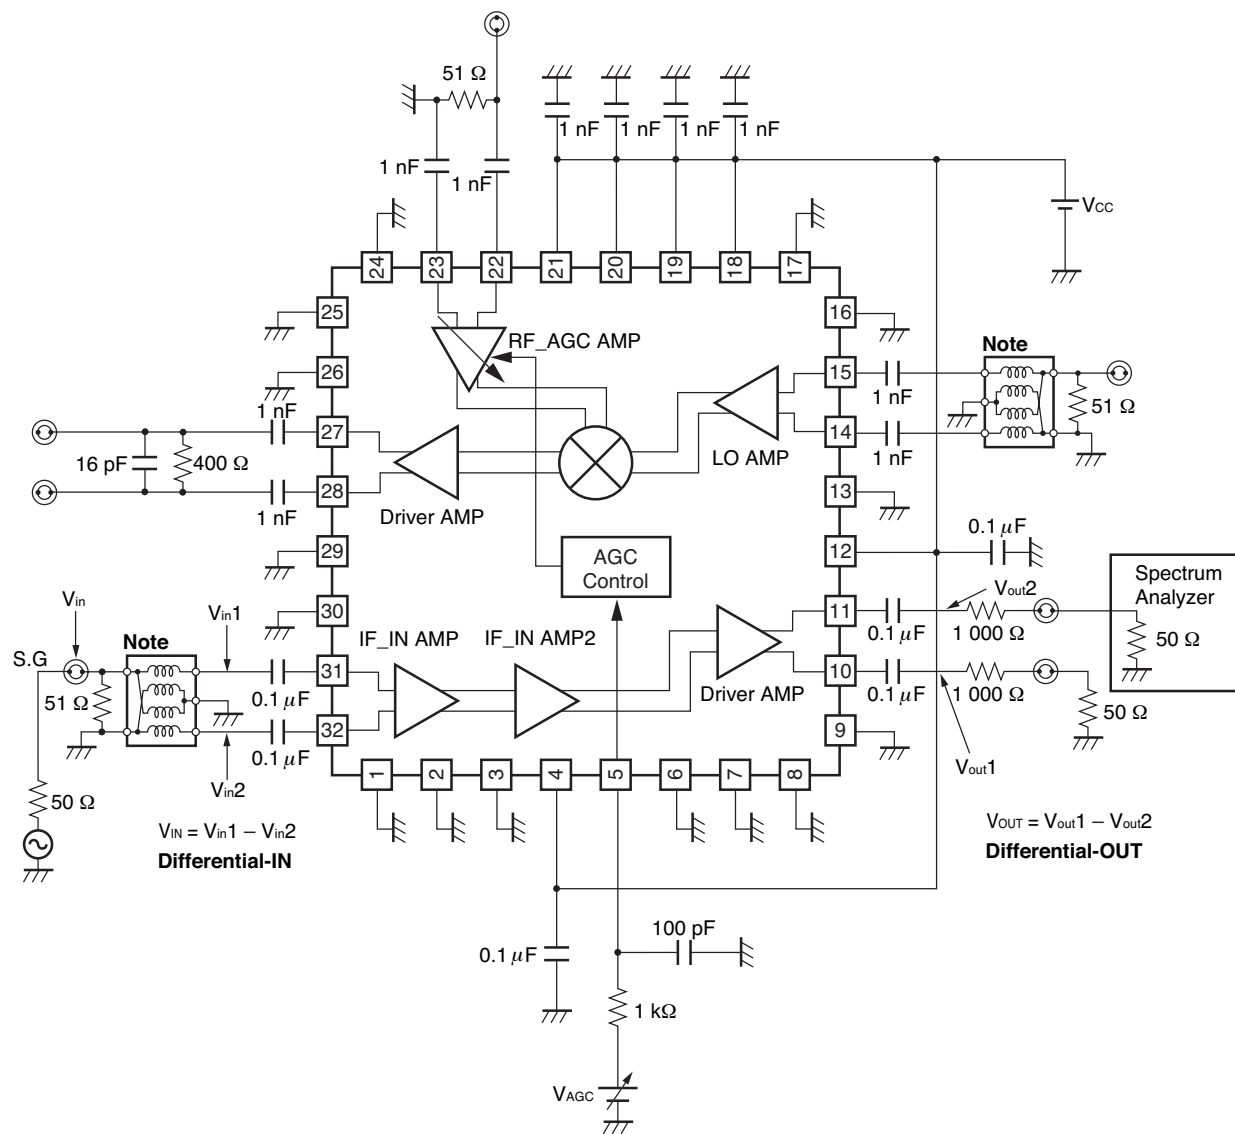 51 Ω
1 nF 1 nF 1 nF 1 nF
1 nF
1 nF
VCC
24 23 22 21 20 19 18 17
25
16
RF_AGC AMP
Note
26
15
1 nF
1 nF
51 Ω
27
14
16 pF
400 Ω
LO AMP
1 nF
28
13
1 nF
Driver AMP
0.1 µF
29
12
AGC
Control
Spectrum
Analyzer
Vin
Vin1
Vout2
30
11
Note
IF_IN AMP
IF_IN AMP2
0.1 µF
1 000 Ω
50 Ω
S.G
31
10
51 Ω
0.1 µF
Driver AMP
0.1 µF
1 000 Ω
50 Ω
32
9
0.1 µF
Vin2
Vout1
1 2 3 4 5 6 7 8
50 Ω
VIN = Vin1 – Vin2
Differential-IN
VOUT = Vout1 – Vout2
Differential-OUT
100 pF
0.1 µF
1 kΩ
VAGC